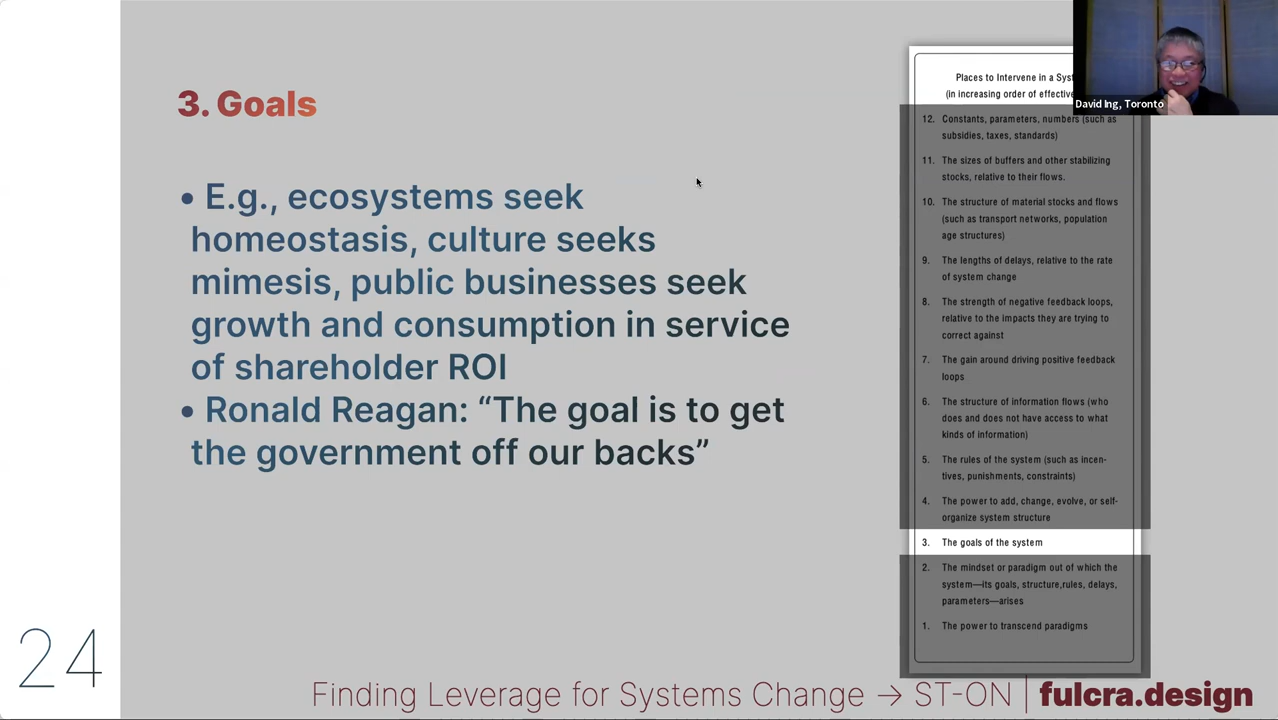 3. Goals
• E.g., ecosystems seek
homeostasis, culture seeks
mimesis, public businesses seek
growth and consumption in service
of shareholder ROI
• Ronald Reagan: “The goal is to get
the government off our backs”
24
Places to Intervene in a Syst
(in increasing order of effective
12. Constants, parameters, numbers (such as
subsidies, taxes, standards)
11. The sizes of buffers and other stabilizing
stocks, relative to their flows.
10. The structure of material stocks and flows
(such as transport networks, population
age structures)
9. The lengths of delays, relative to the rate
of system change
8. The strength of negative feedback loops,
relative to the impacts they are trying to
correct against
7. The gain around driving positive feedback
loops
6. The structure of information flows (who
does and does not have access to what
kinds of information)
5. The rules of the system (such as incen-
tives, punishments, constraints)
4. The power to add, change, evolve, or self-
organize system structure
3. The goals of the system
2. The mindset or paradigm out of which the
system—its goals, structure,rules, delays,
parameters—arises
1. The power to transcend paradigms
David Ing, Toronto
Finding Leverage for Systems Change → ST-ON | fulcra.design